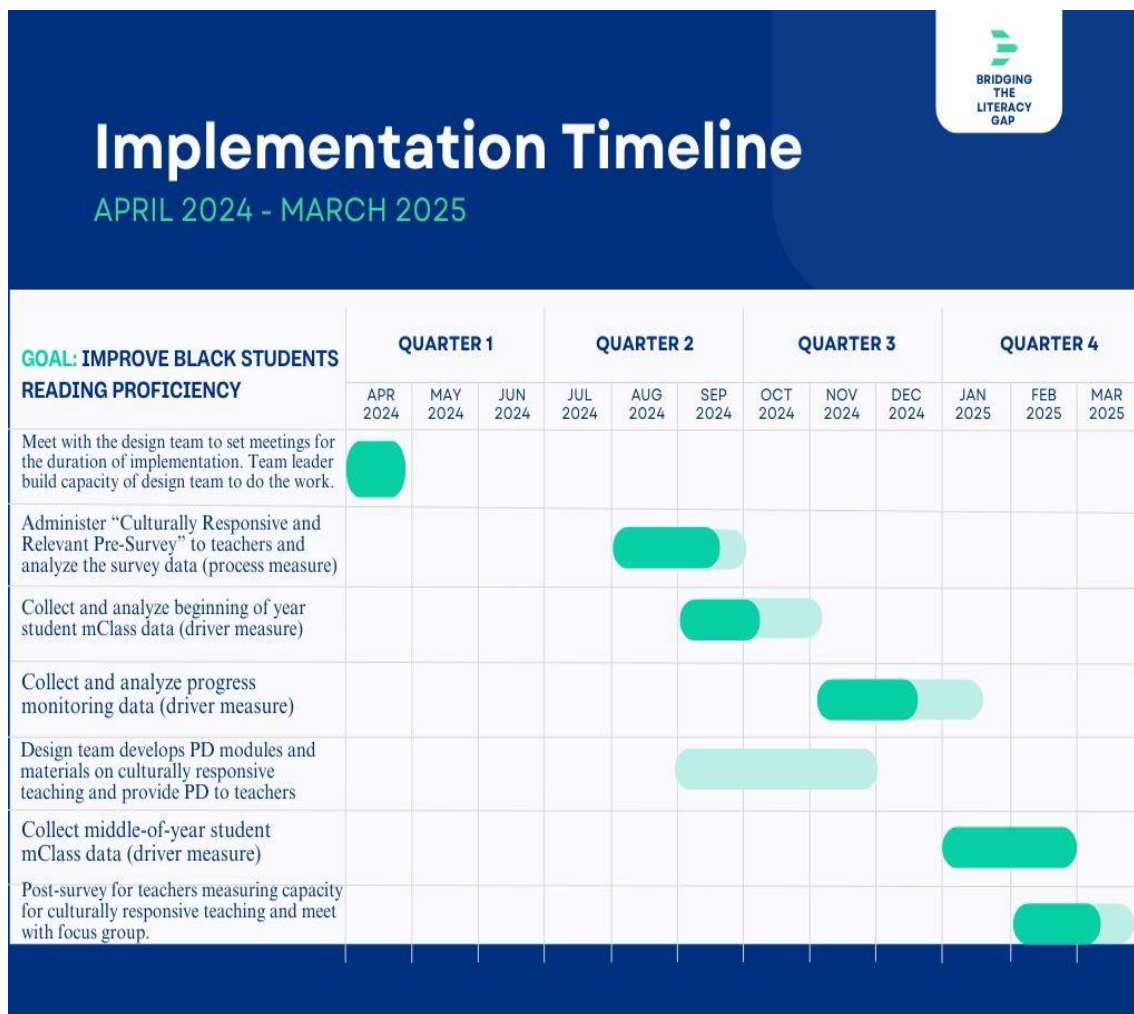 BRIDGING
THE
LITERACY
GAP
Implementation Timeline
APRIL 2024 - MARCH 2025
GOAL: IMPROVE BLACK STUDENTS
READING PROFICIENCY
QUARTER 1 QUARTER 2 QUARTER 3 QUARTER 4
APR MAY JUN JUL AUG SEP OCT NOV DEC JAN FEB MAR
2024 2024 2024 2024 2024 2024 2024 2024 2024 2025 2025 2025
Meet with the design team to set meetings for
the duration of implementation. Team leader
build capacity of design team to do the work.
Administer “Culturally Responsive and
Relevant Pre-Survey” to teachers and
analyze the survey data (process measure)
Collect and analyze beginning of year
student mClass data (driver measure)
Collect and analyze progress
monitoring data (driver measure)
Design team develops PD modules and
materials on culturally responsive
teaching and provide PD to teachers
Collect middle-of-year student
mClass data (driver measure)
Post-survey for teachers measuring capacity
for culturally responsive teaching and meet
with focus group.